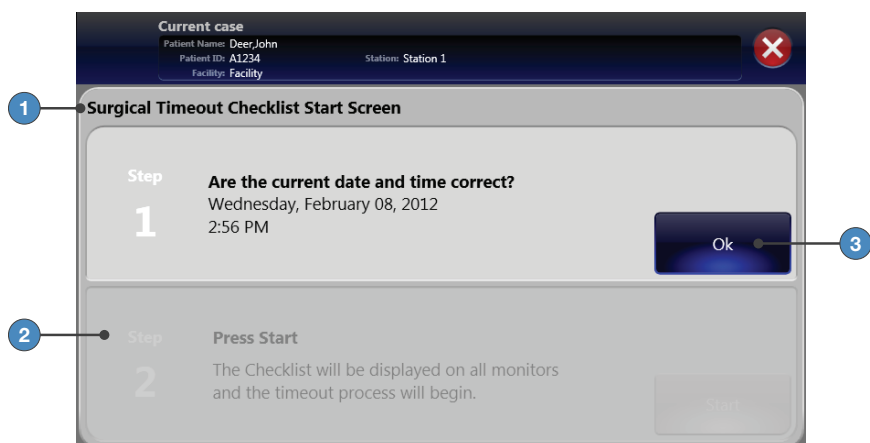 Current case
Patient Name: Deer,John
Patient ID: A1234 Station: Station 1
Facility: Facility
1
Surgical Timeout Checklist Start Screen
Step
1
Are the current date and time correct?
Wednesday, February 08, 2012
2:56 PM
Ok
3
2
Step
2
Press Start
The Checklist will be displayed on all monitors
and the timeout process will begin.
Start